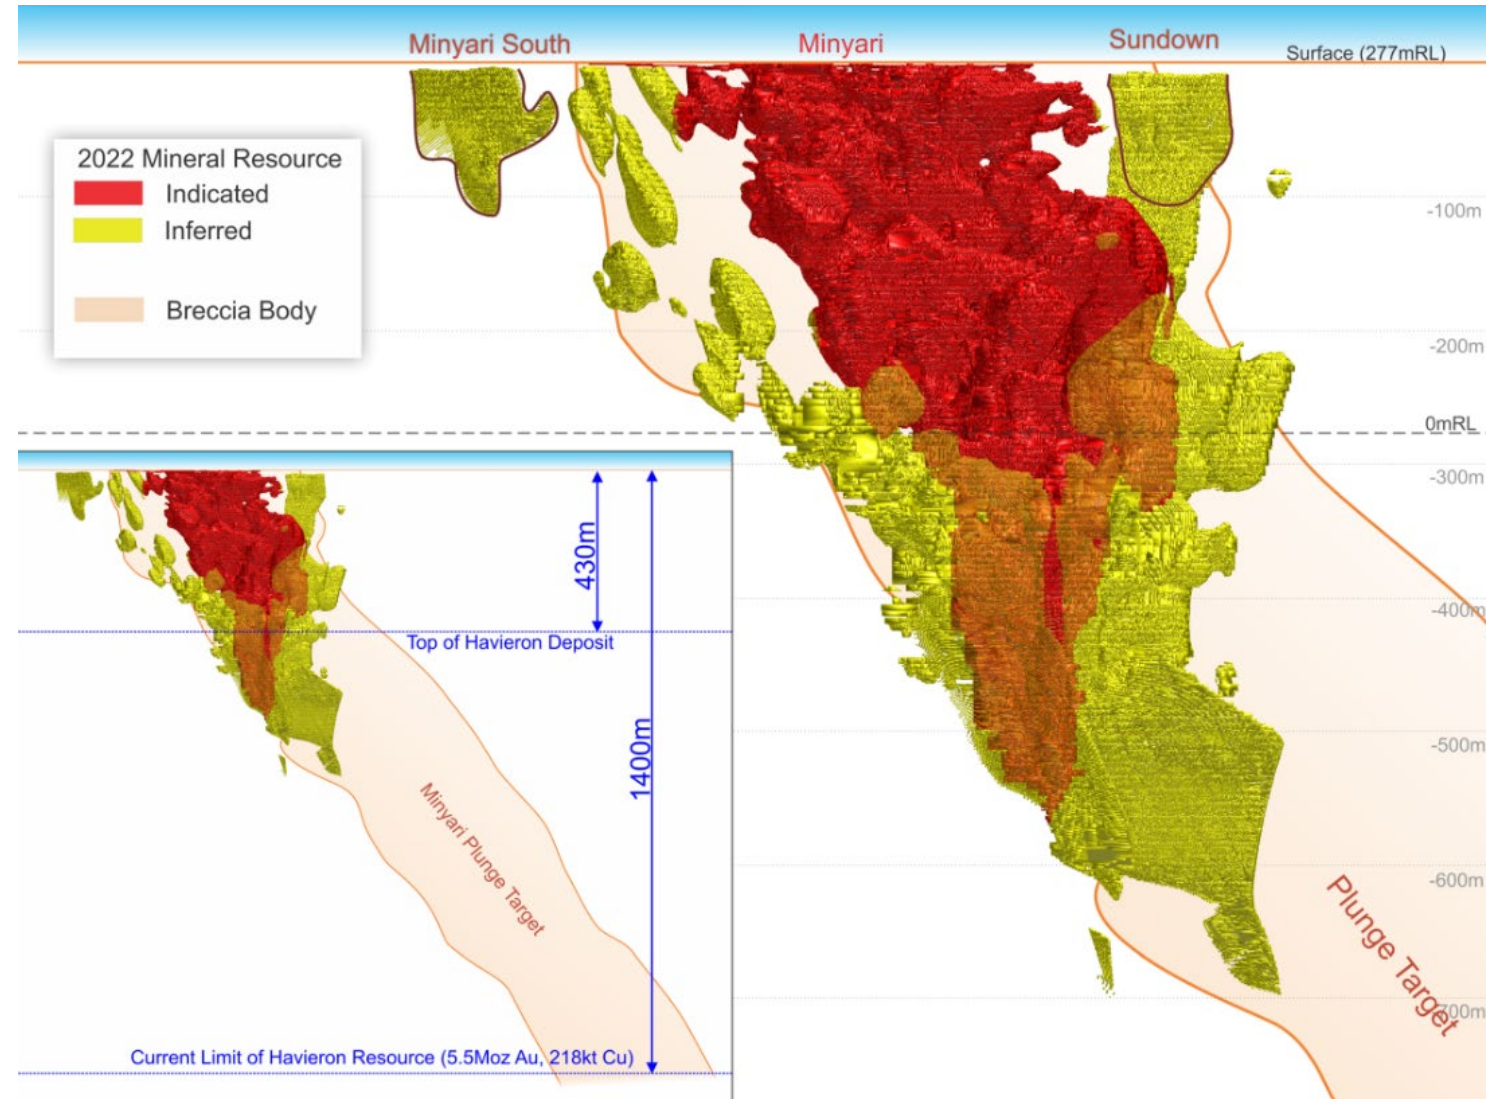 Minyari South
Minyari
Sundown
Surface (277mRL)
2022 Mineral Resource
Indicated
Inferred
Breccia Body
-100m
-200m
0mRL
-300m
-400m
-500m
-600m
-700m
Plunge Target
430m
Top of Havieron Deposit
1400m
Minyari Plunge Target
Current Limit of Havieron Resource (5.5Moz Au, 218kt Cu)